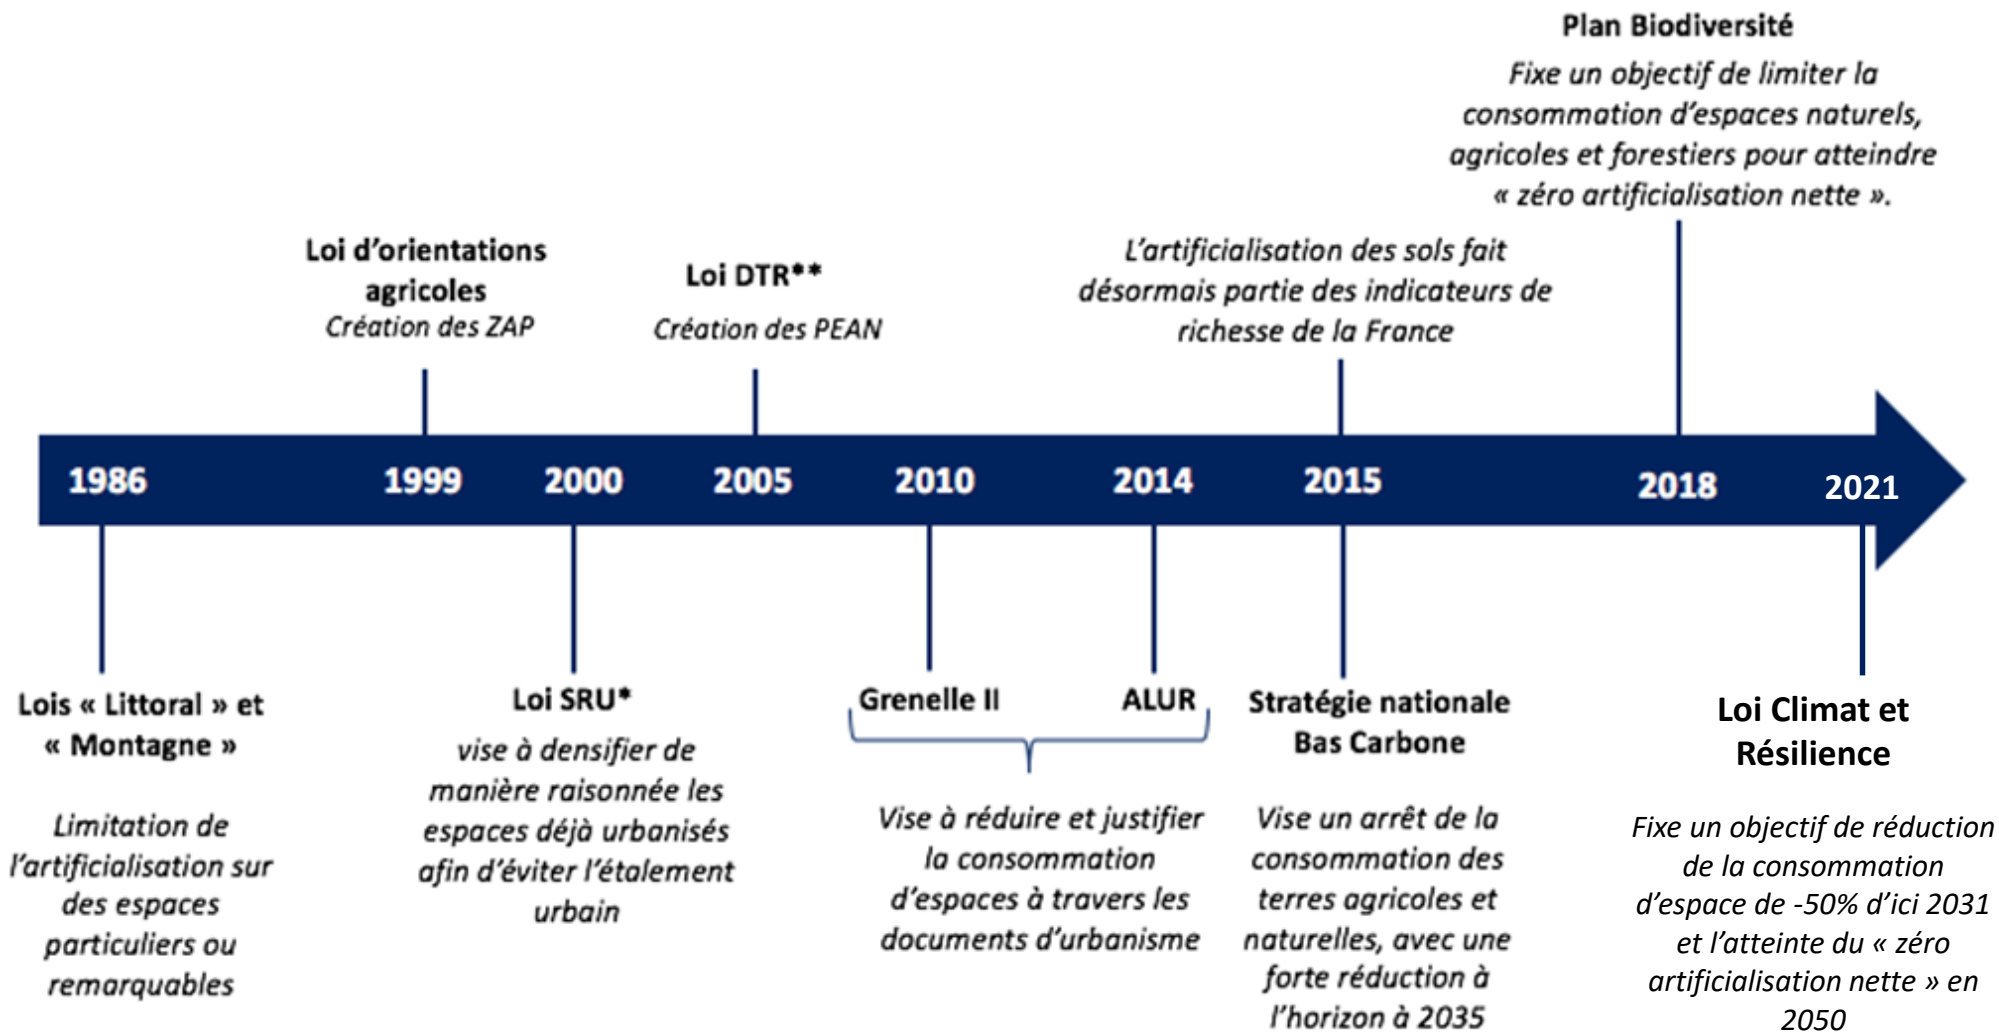 Plan Biodiversité
Fixe un objectif de limiter la
consommation d'espaces naturels,
agricoles et forestiers pour atteindre
« zéro artificialisation nette ».
Loi d'orientations
agricoles
Création des ZAP
Loi DTR**
Création des PEAN
L'artificialisation des sols fait
désormais partie des indicateurs de
richesse de la France
1986
1999
2000
2005
2010
2014
2015
2018
2021
Lois « Littoral » et
« Montagne »
Limitation de
l'artificialisation sur
des espaces
particuliers ou
remarquables
Loi SRU*
vise à densifier de
manière raisonnée les
espaces déjà urbanisés
afin d'éviter l'étalement
urbain
Grenelle II
ALUR
Vise à réduire et justifier
la consommation
d'espaces à travers les
documents d'urbanisme
Stratégie nationale
Bas Carbone
Vise un arrêt de la
consommation des
terres agricoles et
naturelles, avec une
forte réduction à
l'horizon à 2035
Loi Climat et
Résilience
Fixe un objectif de réduction
de la consommation
d'espace de -50% d'ici 2031
et l'atteinte du « zéro
artificialisation nette » en
2050